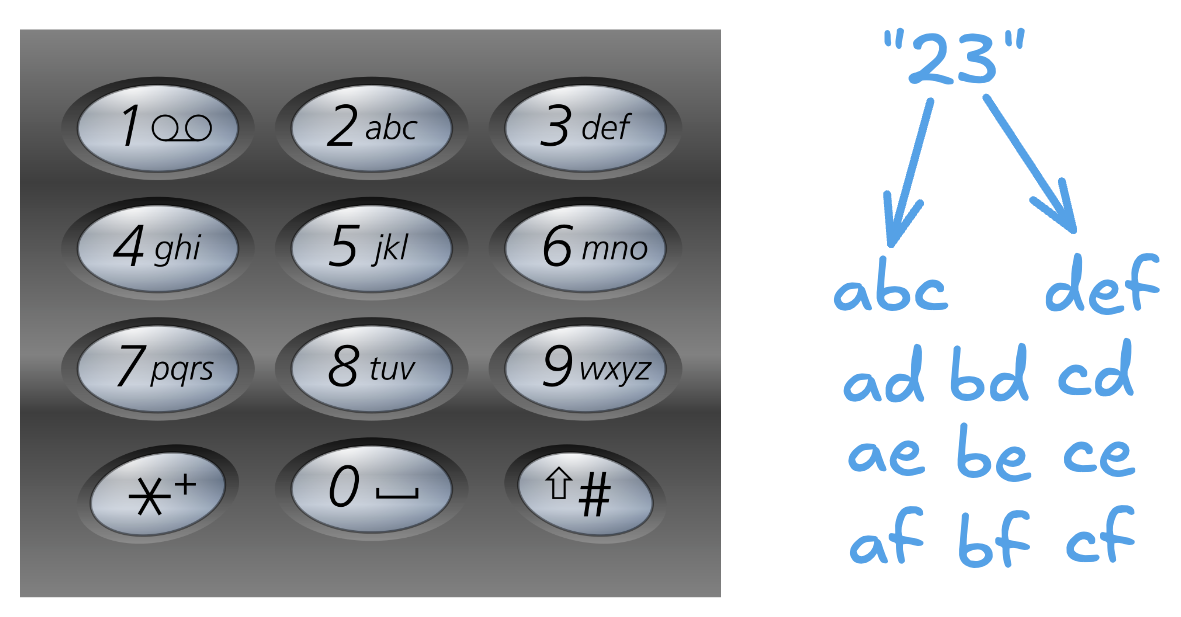 1 2 abc 3 def
4 ghi 5 jkl 6 mno
7 pqrs 8 tuv 9 wxyz
*+ 0 #
"23"
abc def
ad bd cd
ae be ce
af bf cf